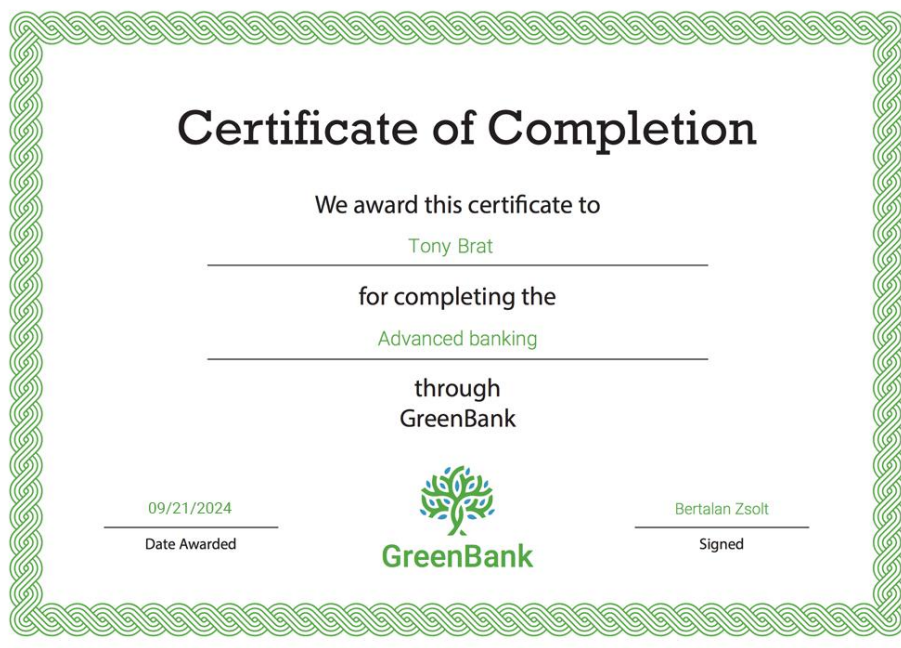 Certificate of Completion
We award this certificate to
Tony Brat
for completing the
Advanced banking
through
GreenBank
09/21/2024
Date Awarded
GreenBank
Bertalan Zsolt
Signed